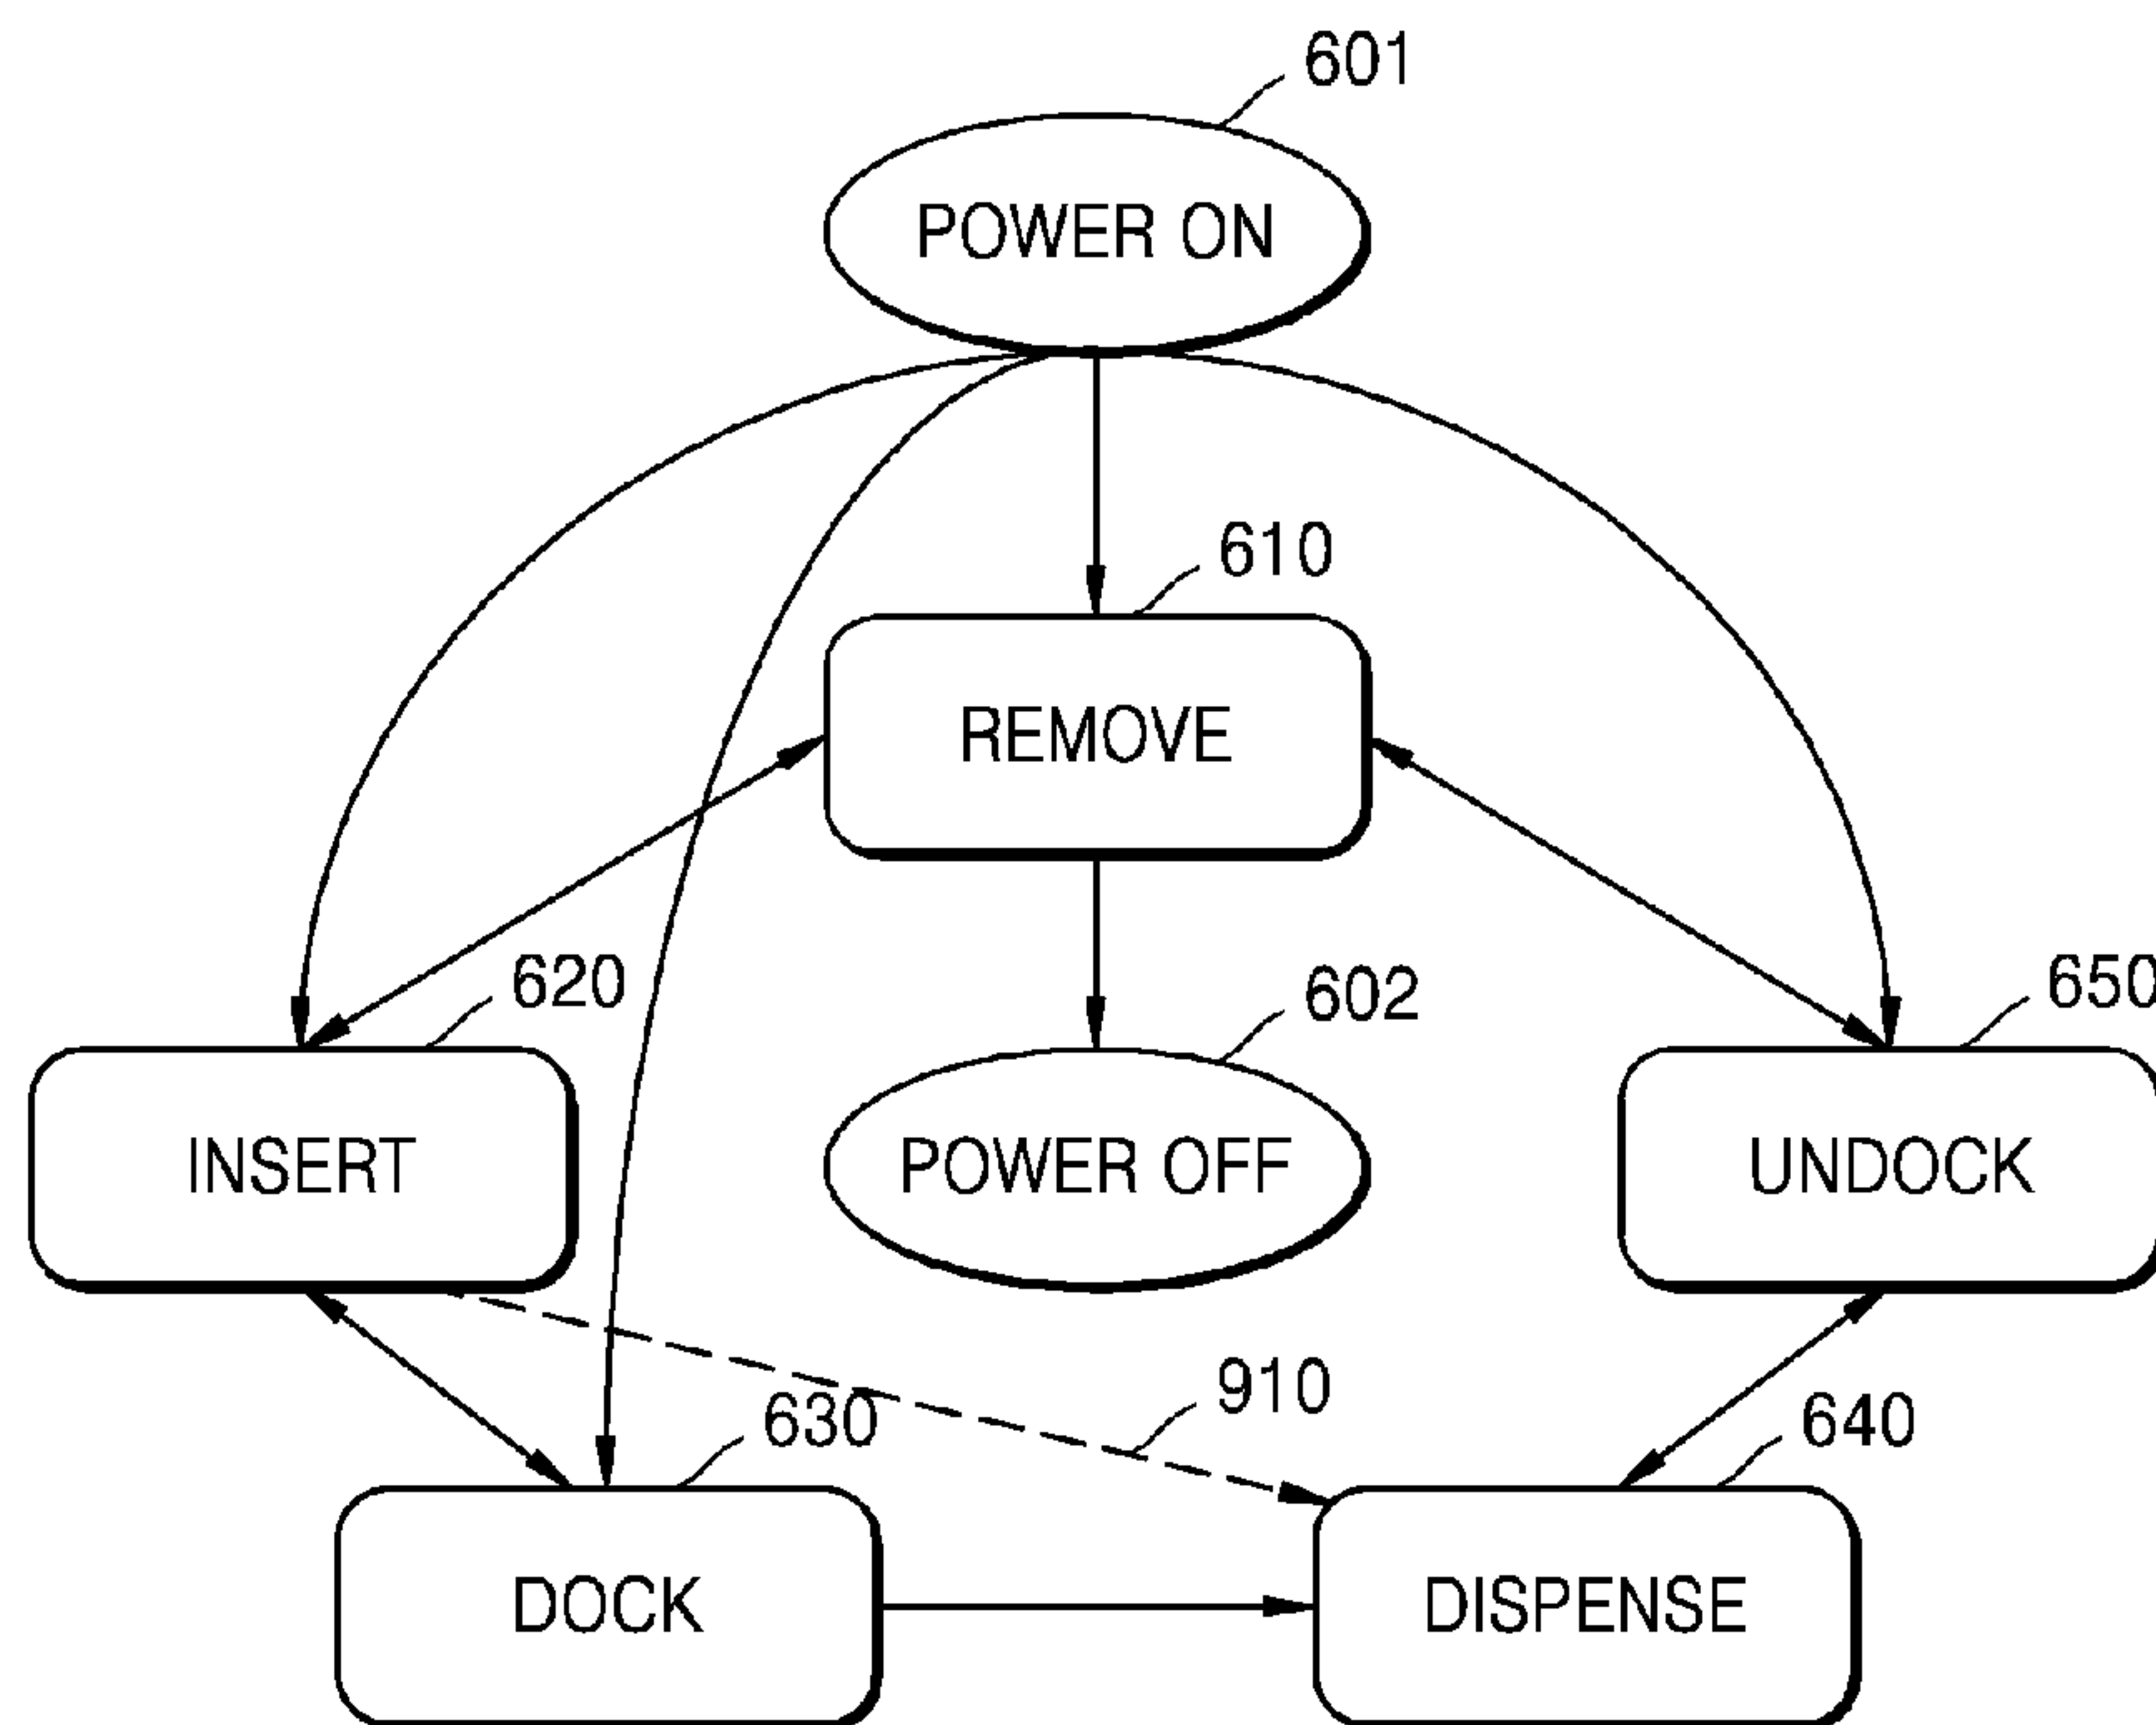 601
POWER ON
610
REMOVE
620
602
650
INSERT
POWER OFF
UNDOCK
910
630
640
DOCK
DISPENSE